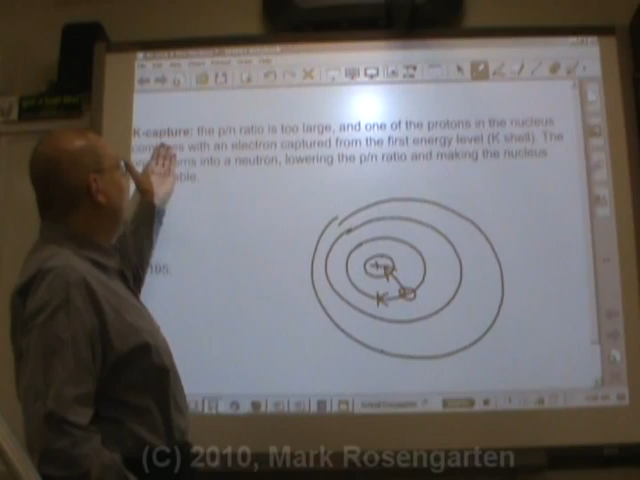 K-capture: the p/n ratio is too large, and one of the protons in the nucleus
with an electron captured from the first energy level (K shell). The
into a neutron, lowering the p/n ratio and making the nucleus
195.
+
K
(C) 2010, Mark Rosengarten